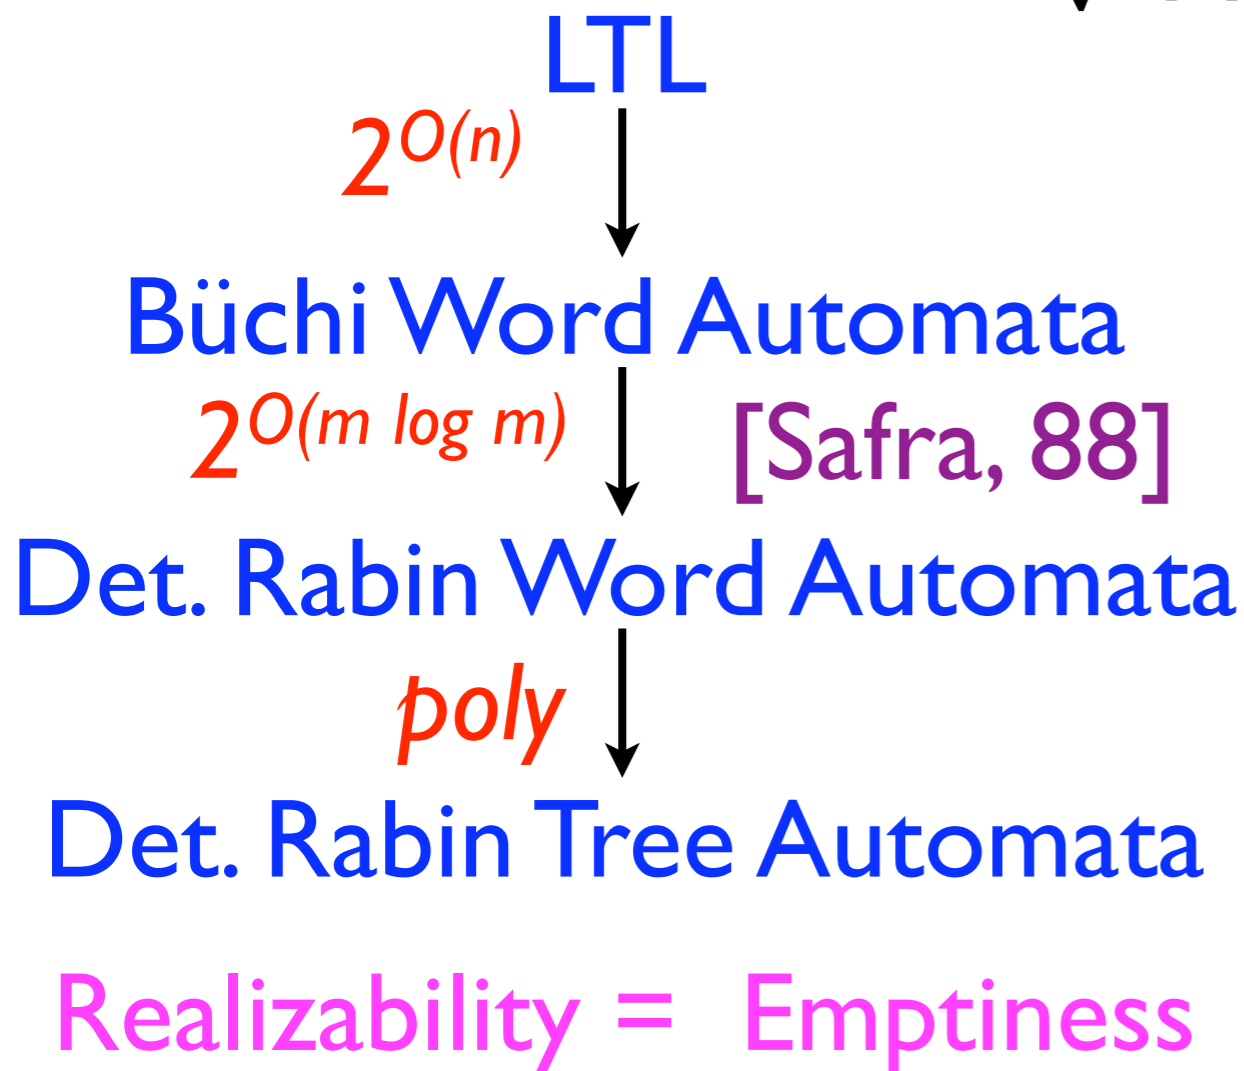 LTL
2^O(n)
Büchi Word Automata
2^O(m log m) [Safra, 88]
Det. Rabin Word Automata
poly
Det. Rabin Tree Automata
Realizability = Emptiness